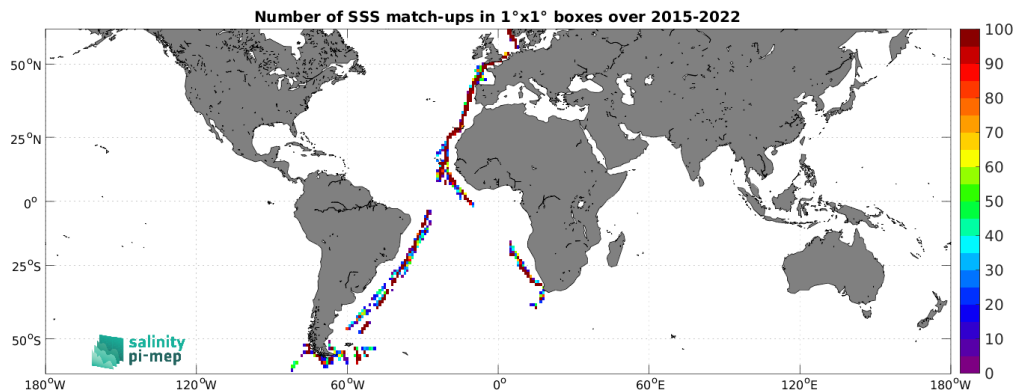 Number of SSS match-ups in 1°x1° boxes over 2015-2022
50°N
25°N
0°
25°S
50°S
180°W
120°W
60°W
0°
60°E
120°E
180°W
100
90
80
70
60
50
40
30
20
10
0
salinity
pi-mep